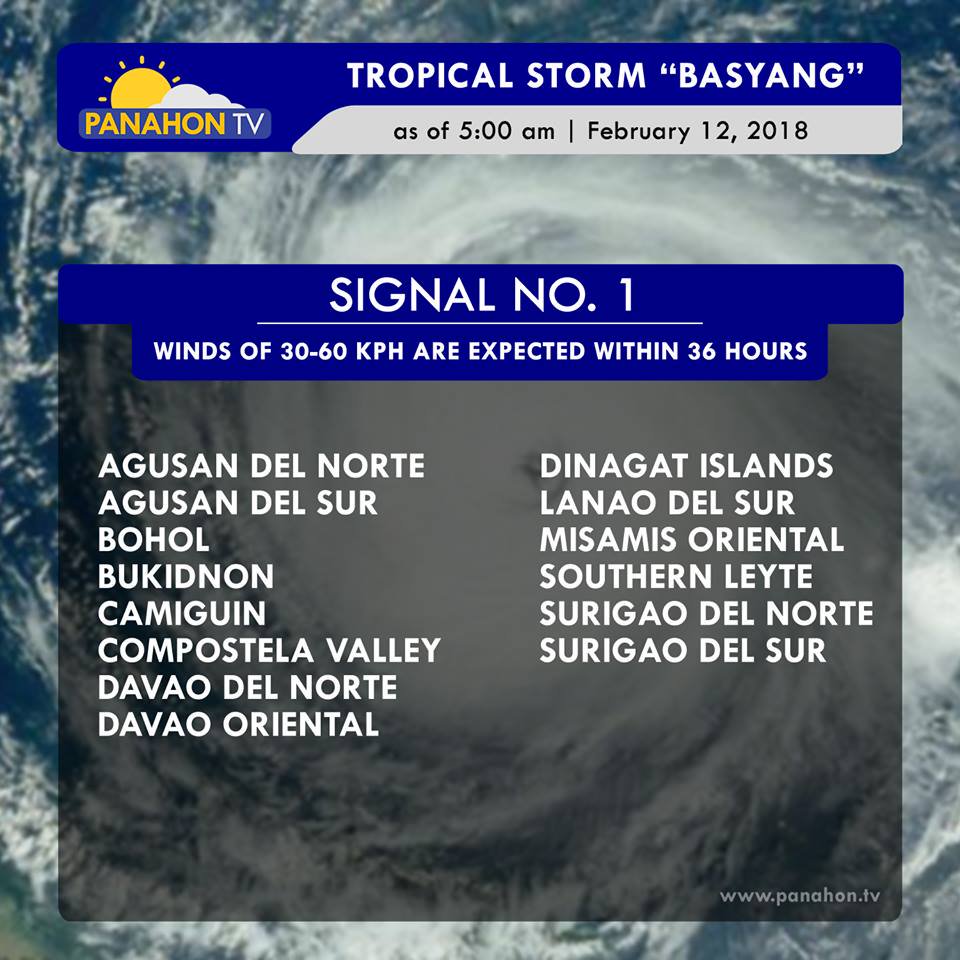 PANAHON TV
TROPICAL STORM “BASYANG”
as of 5:00 am | February 12, 2018
SIGNAL NO. 1
WINDS OF 30-60 KPH ARE EXPECTED WITHIN 36 HOURS
AGUSAN DEL NORTE
AGUSAN DEL SUR
BOHOL
BUKIDNON
CAMIGUIN
COMPOSTELA VALLEY
DAVAO DEL NORTE
DAVAO ORIENTAL
DINAGAT ISLANDS
LANAO DEL SUR
MISAMIS ORIENTAL
SOUTHERN LEYTE
SURIGAO DEL NORTE
SURIGAO DEL SUR
www.panahon.tv